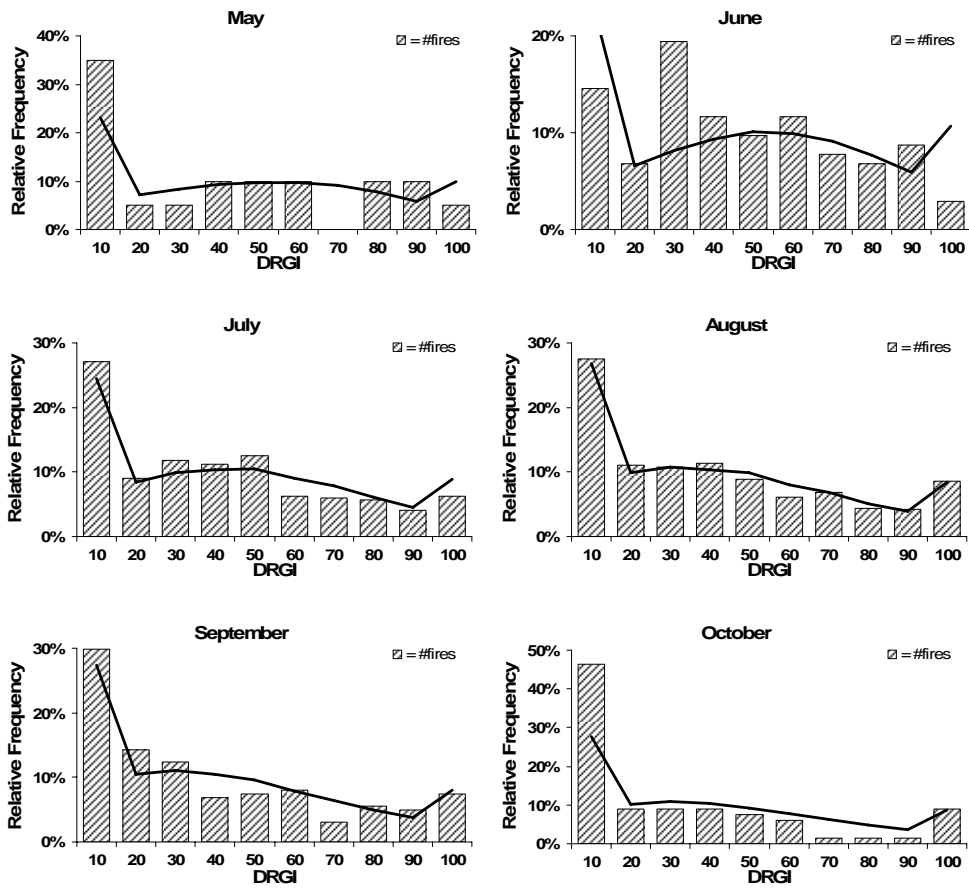 May
= #fires
40%
30%
20%
10%
0%
Relative Frequency
10 20 30 40 50 60 70 80 90 100
DRGI
June
= #fires
20%
10%
0%
Relative Frequency
10 20 30 40 50 60 70 80 90 100
DRGI
July
= #fires
30%
20%
10%
0%
Relative Frequency
10 20 30 40 50 60 70 80 90 100
DRGI
August
= #fires
30%
20%
10%
0%
Relative Frequency
10 20 30 40 50 60 70 80 90 100
DRGI
September
= #fires
30%
20%
10%
0%
Relative Frequency
10 20 30 40 50 60 70 80 90 100
DRGI
October
= #fires
50%
40%
30%
20%
10%
0%
Relative Frequency
10 20 30 40 50 60 70 80 90 100
DRGI